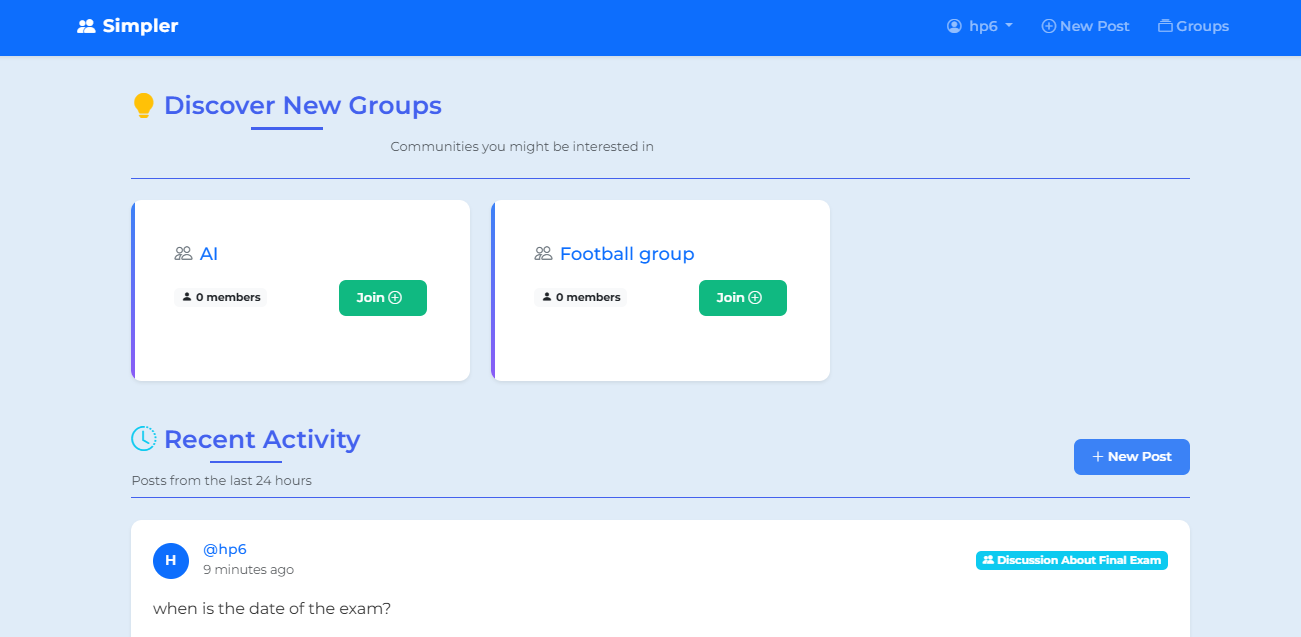 Simpler
hp6
New Post
Groups
Discover New Groups
Communities you might be interested in
AI
0 members
Join
Football group
0 members
Join
Recent Activity
Posts from the last 24 hours
New Post
H
@hp6
9 minutes ago
Discussion About Final Exam
when is the date of the exam?